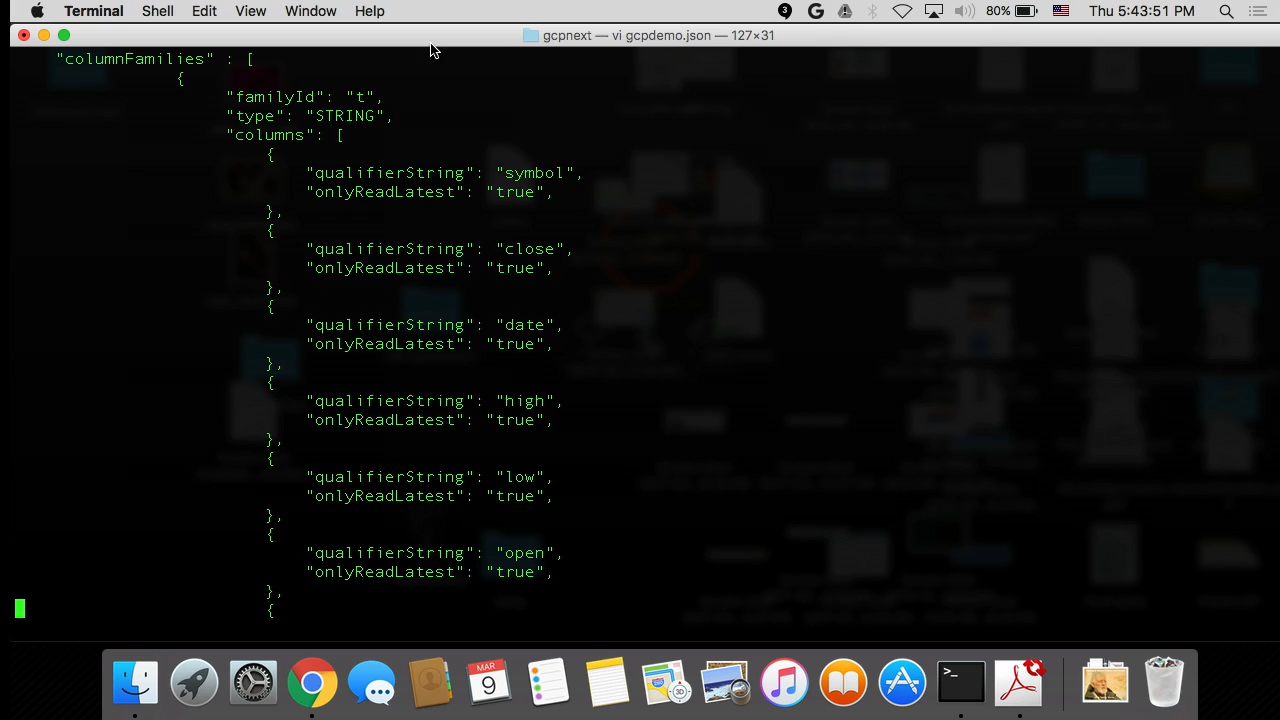 Terminal Shell Edit View Window Help 3 G 80% Thu 5:43:51 PM
gcpnext — vi gcpdemo.json — 127×31
"columnFamilies" : [
{
"familyId": "t",
"type": "STRING",
"columns": [
{
"qualifierString": "symbol",
"onlyReadLatest": "true",
},
{
"qualifierString": "close",
"onlyReadLatest": "true",
},
{
"qualifierString": "date",
"onlyReadLatest": "true",
},
{
"qualifierString": "high",
"onlyReadLatest": "true",
},
{
"qualifierString": "low",
"onlyReadLatest": "true",
},
{
"qualifierString": "open",
"onlyReadLatest": "true",
},
{
MAR
9
3D
>_